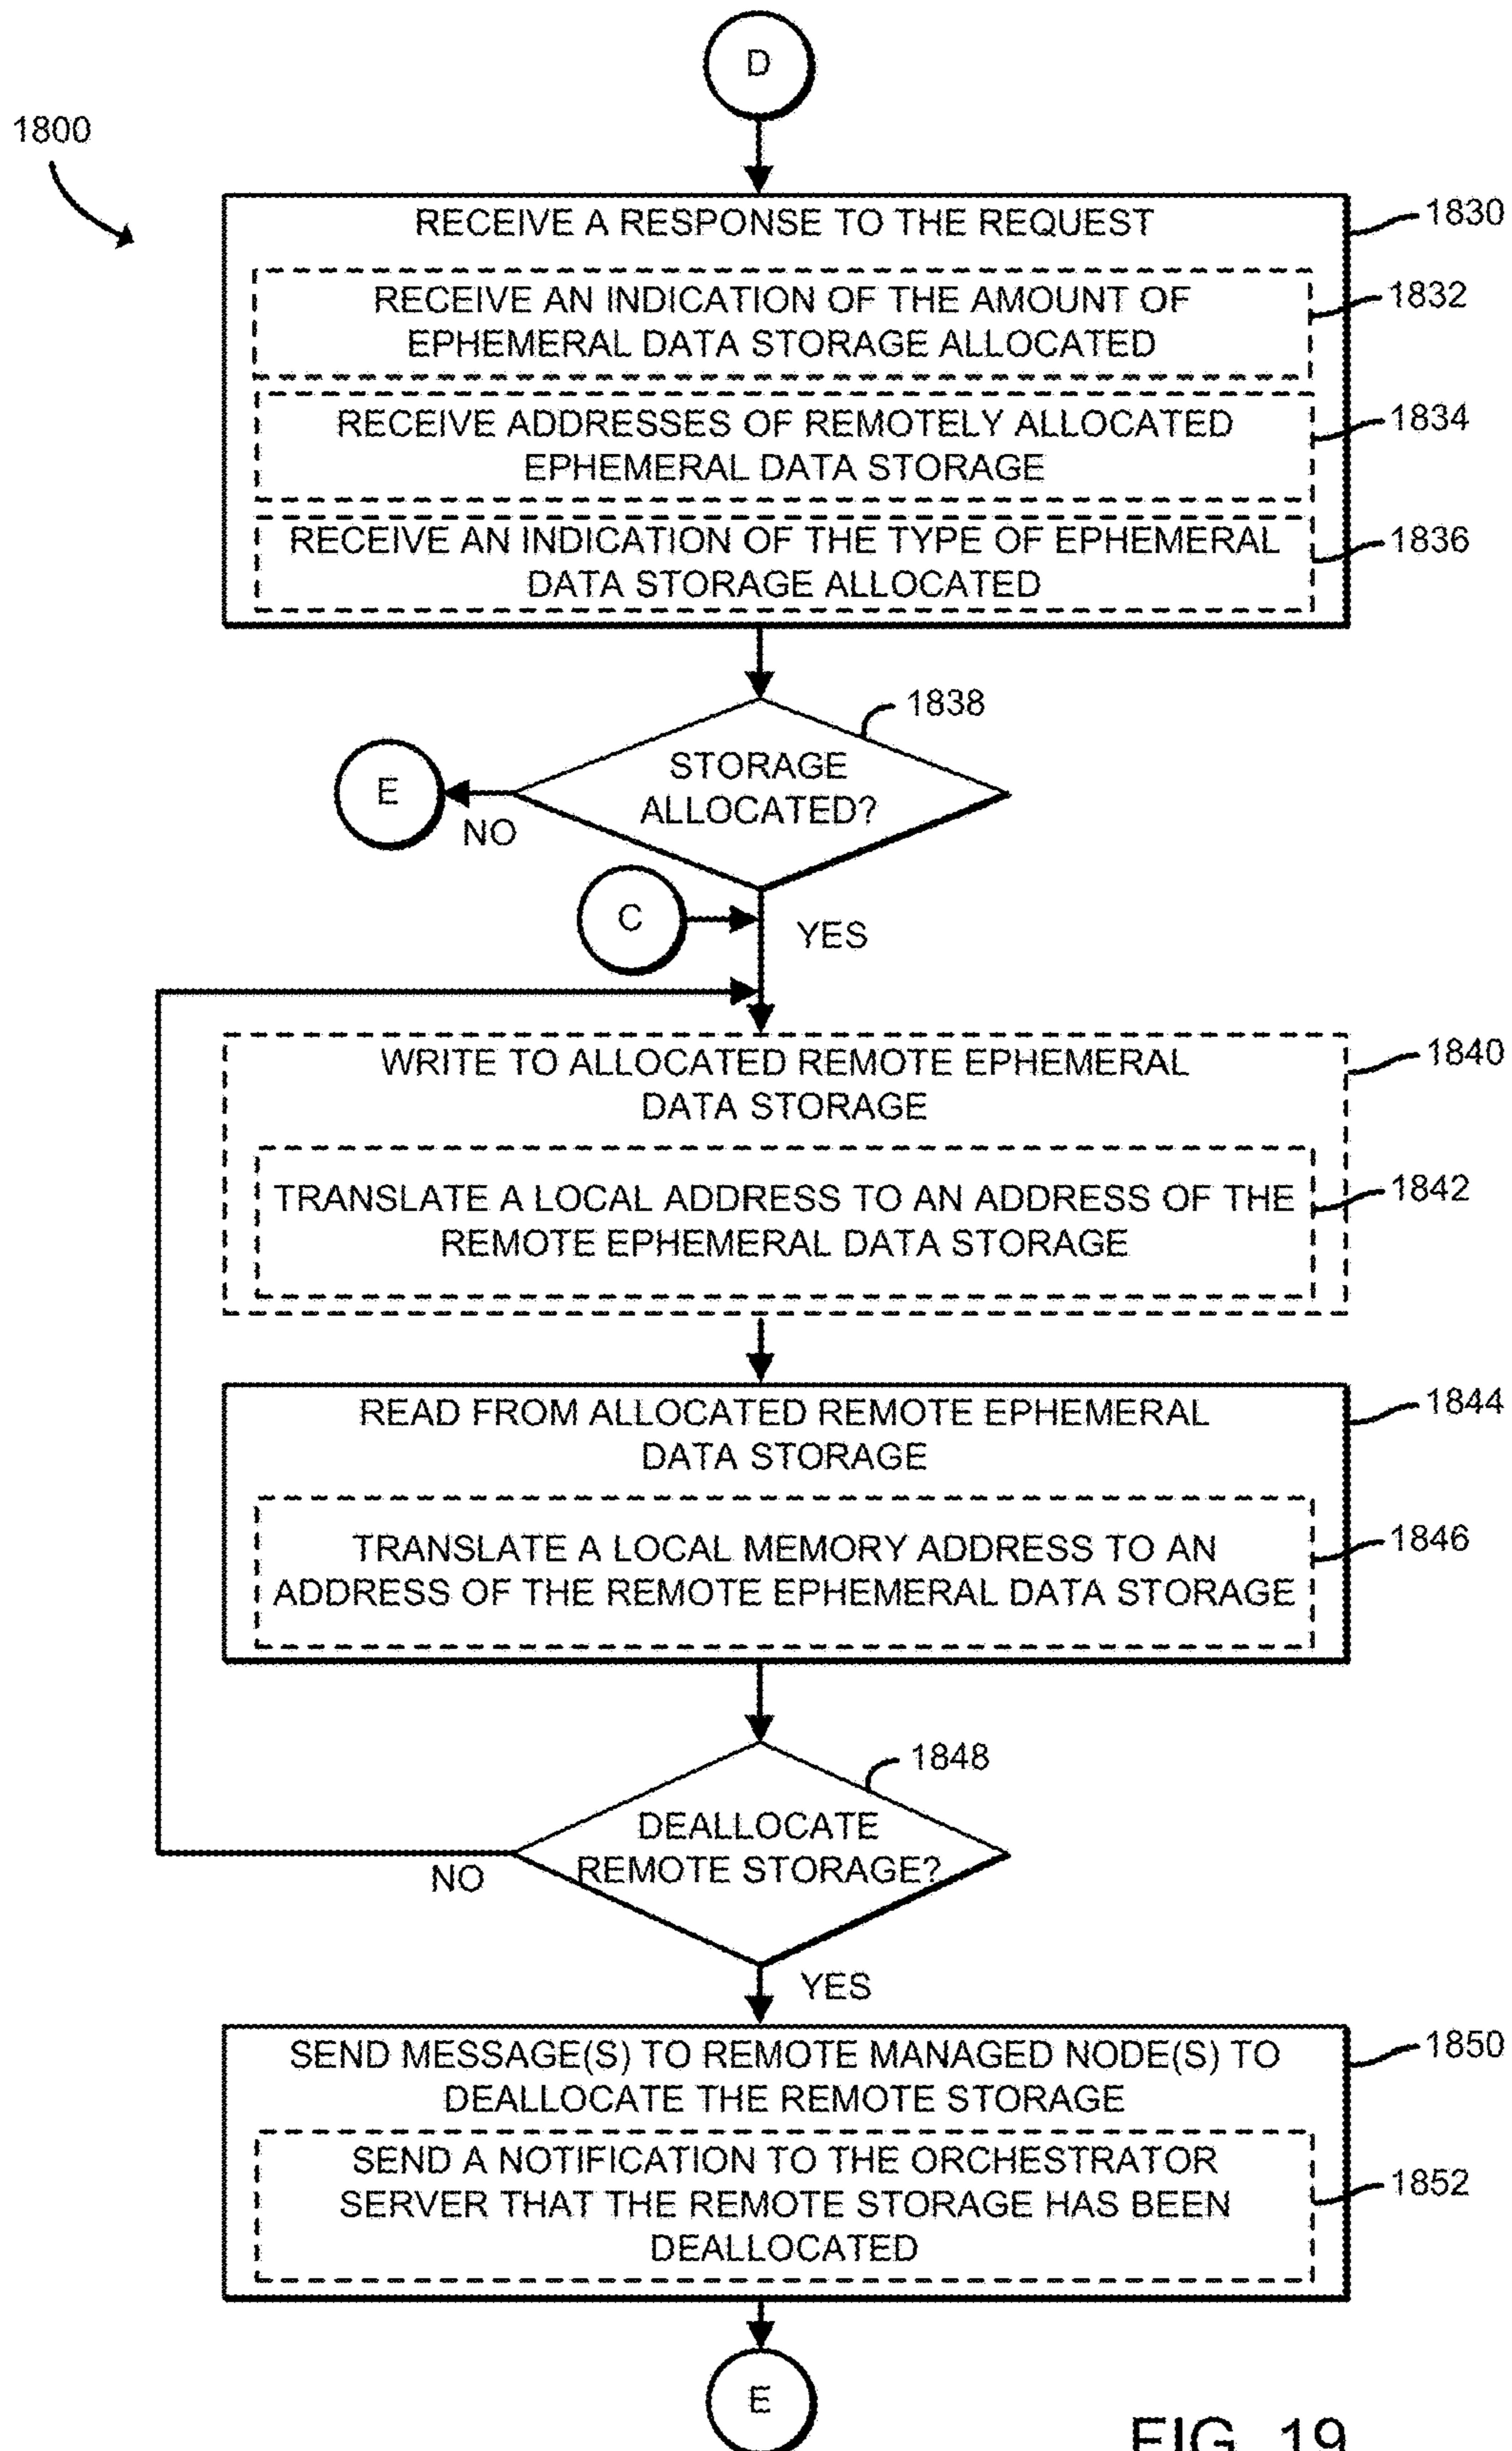 D
1800
RECEIVE A RESPONSE TO THE REQUEST
1830
RECEIVE AN INDICATION OF THE AMOUNT OF
EPHEMERAL DATA STORAGE ALLOCATED
1832
RECEIVE ADDRESSES OF REMOTELY ALLOCATED
EPHEMERAL DATA STORAGE
1834
RECEIVE AN INDICATION OF THE TYPE OF EPHEMERAL
DATA STORAGE ALLOCATED
1836
1838
STORAGE
ALLOCATED?
E
NO
C
YES
WRITE TO ALLOCATED REMOTE EPHEMERAL
DATA STORAGE
1840
TRANSLATE A LOCAL ADDRESS TO AN ADDRESS OF THE
REMOTE EPHEMERAL DATA STORAGE
1842
READ FROM ALLOCATED REMOTE EPHEMERAL
DATA STORAGE
1844
TRANSLATE A LOCAL MEMORY ADDRESS TO AN
ADDRESS OF THE REMOTE EPHEMERAL DATA STORAGE
1846
1848
DEALLOCATE
REMOTE STORAGE?
NO
YES
SEND MESSAGE(S) TO REMOTE MANAGED NODE(S) TO
DEALLOCATE THE REMOTE STORAGE
1850
SEND A NOTIFICATION TO THE ORCHESTRATOR
SERVER THAT THE REMOTE STORAGE HAS BEEN
DEALLOCATED
1852
E
FIG. 19